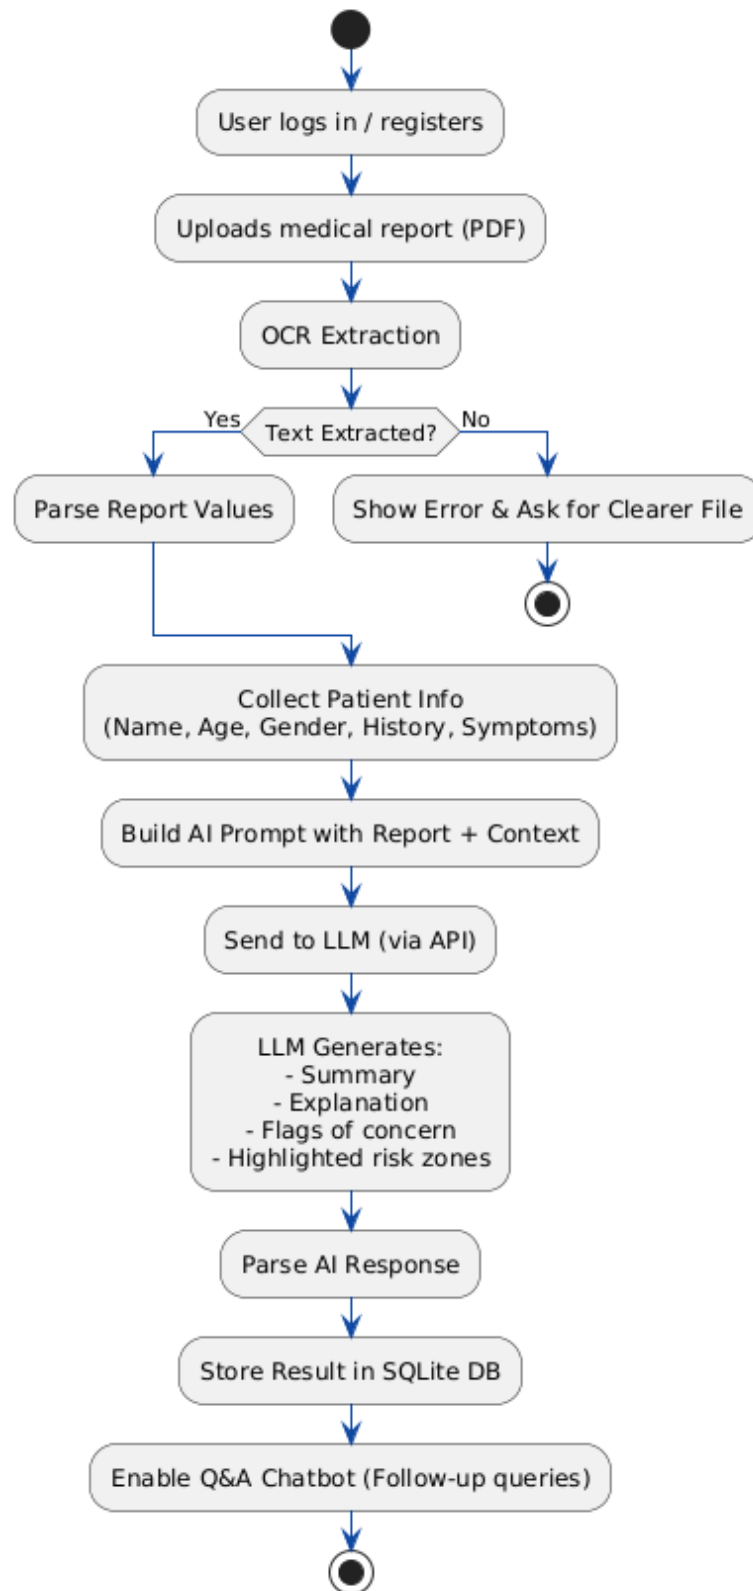 User logs in / registers
Uploads medical report (PDF)
OCR Extraction
Yes
Text Extracted?
No
Parse Report Values
Show Error & Ask for Clearer File
Collect Patient Info
(Name, Age, Gender, History, Symptoms)
Build AI Prompt with Report + Context
Send to LLM (via API)
LLM Generates:
- Summary
- Explanation
- Flags of concern
- Highlighted risk zones
Parse AI Response
Store Result in SQLite DB
Enable Q&A Chatbot (Follow-up queries)